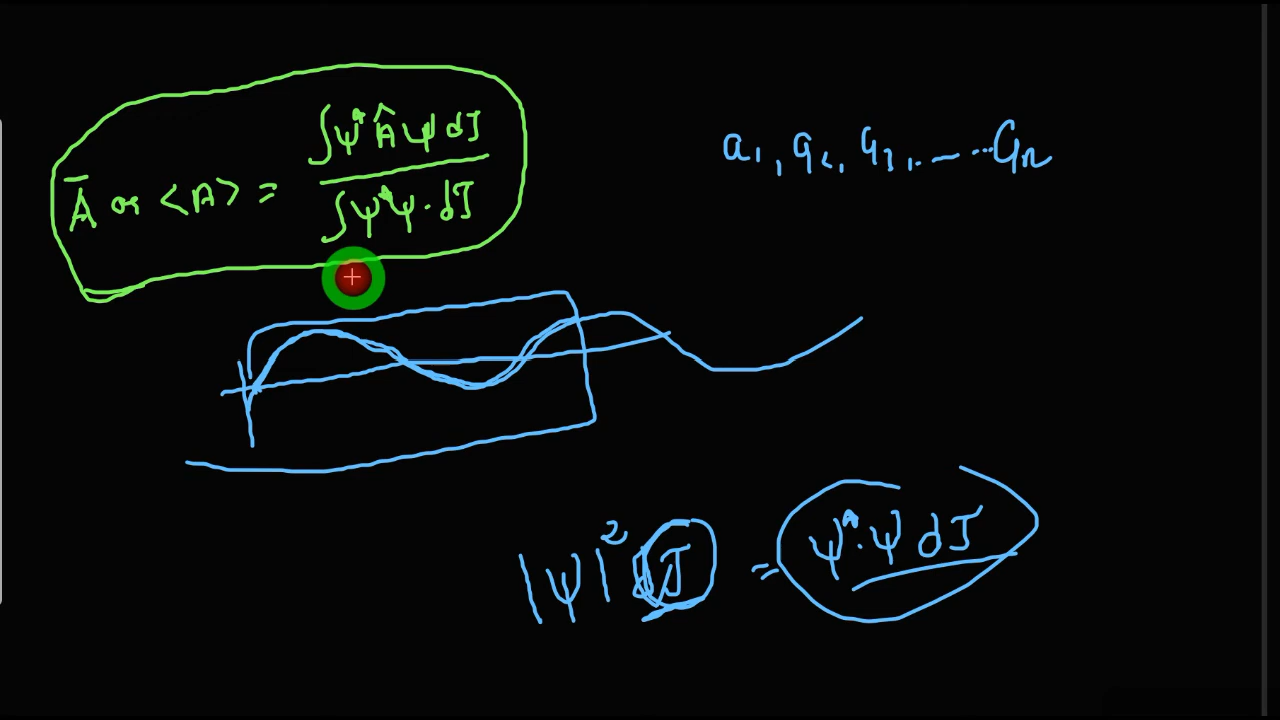 Ā or <A> = ∫ψ*Âψ dτ / ∫ψ*ψ · dτ
a₁, a₂, a₃, . — ... aₙ
|ψ|² dτ = ψ* · ψ dτ